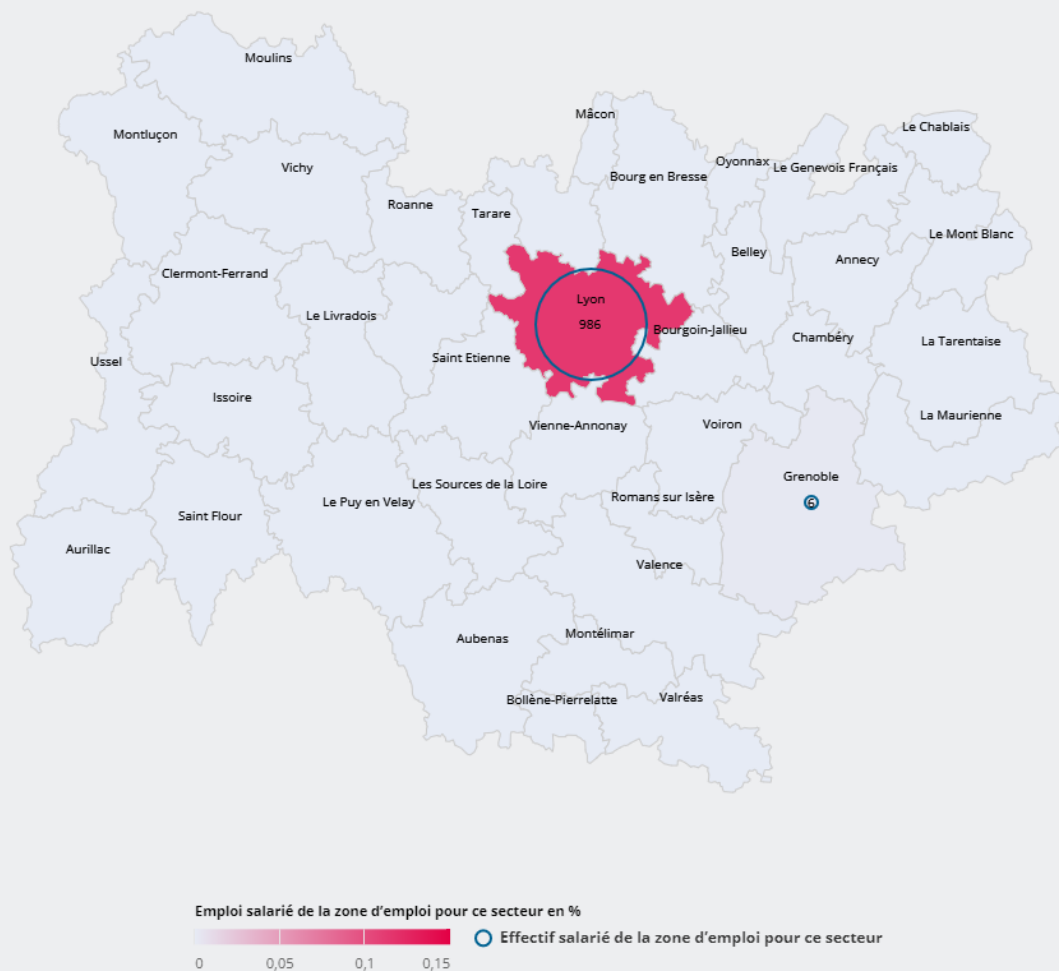 Moulins
Mâcon
Le Chablais
Montluçon
Oyonnax
Le Genevois Français
Vichy
Bourg en Bresse
Roanne
Tarare
Le Mont Blanc
Belley
Annecy
Clermont-Ferrand
Lyon
Le Livradois
986
Bourgoin-Jallieu
Chambéry
La Tarentaise
Saint Etienne
Ussel
Issoire
La Maurienne
Vienne-Annonay
Voiron
Grenoble
Les Sources de la Loire
Romans sur Isère
Le Puy en Velay
6
Saint Flour
Aurillac
Valence
Aubenas
Montélimar
Bollène-Pierrelatte
Valréas
Emploi salarié de la zone d’emploi pour ce secteur en %
Effectif salarié de la zone d’emploi pour ce secteur
0 0,05 0,1 0,15